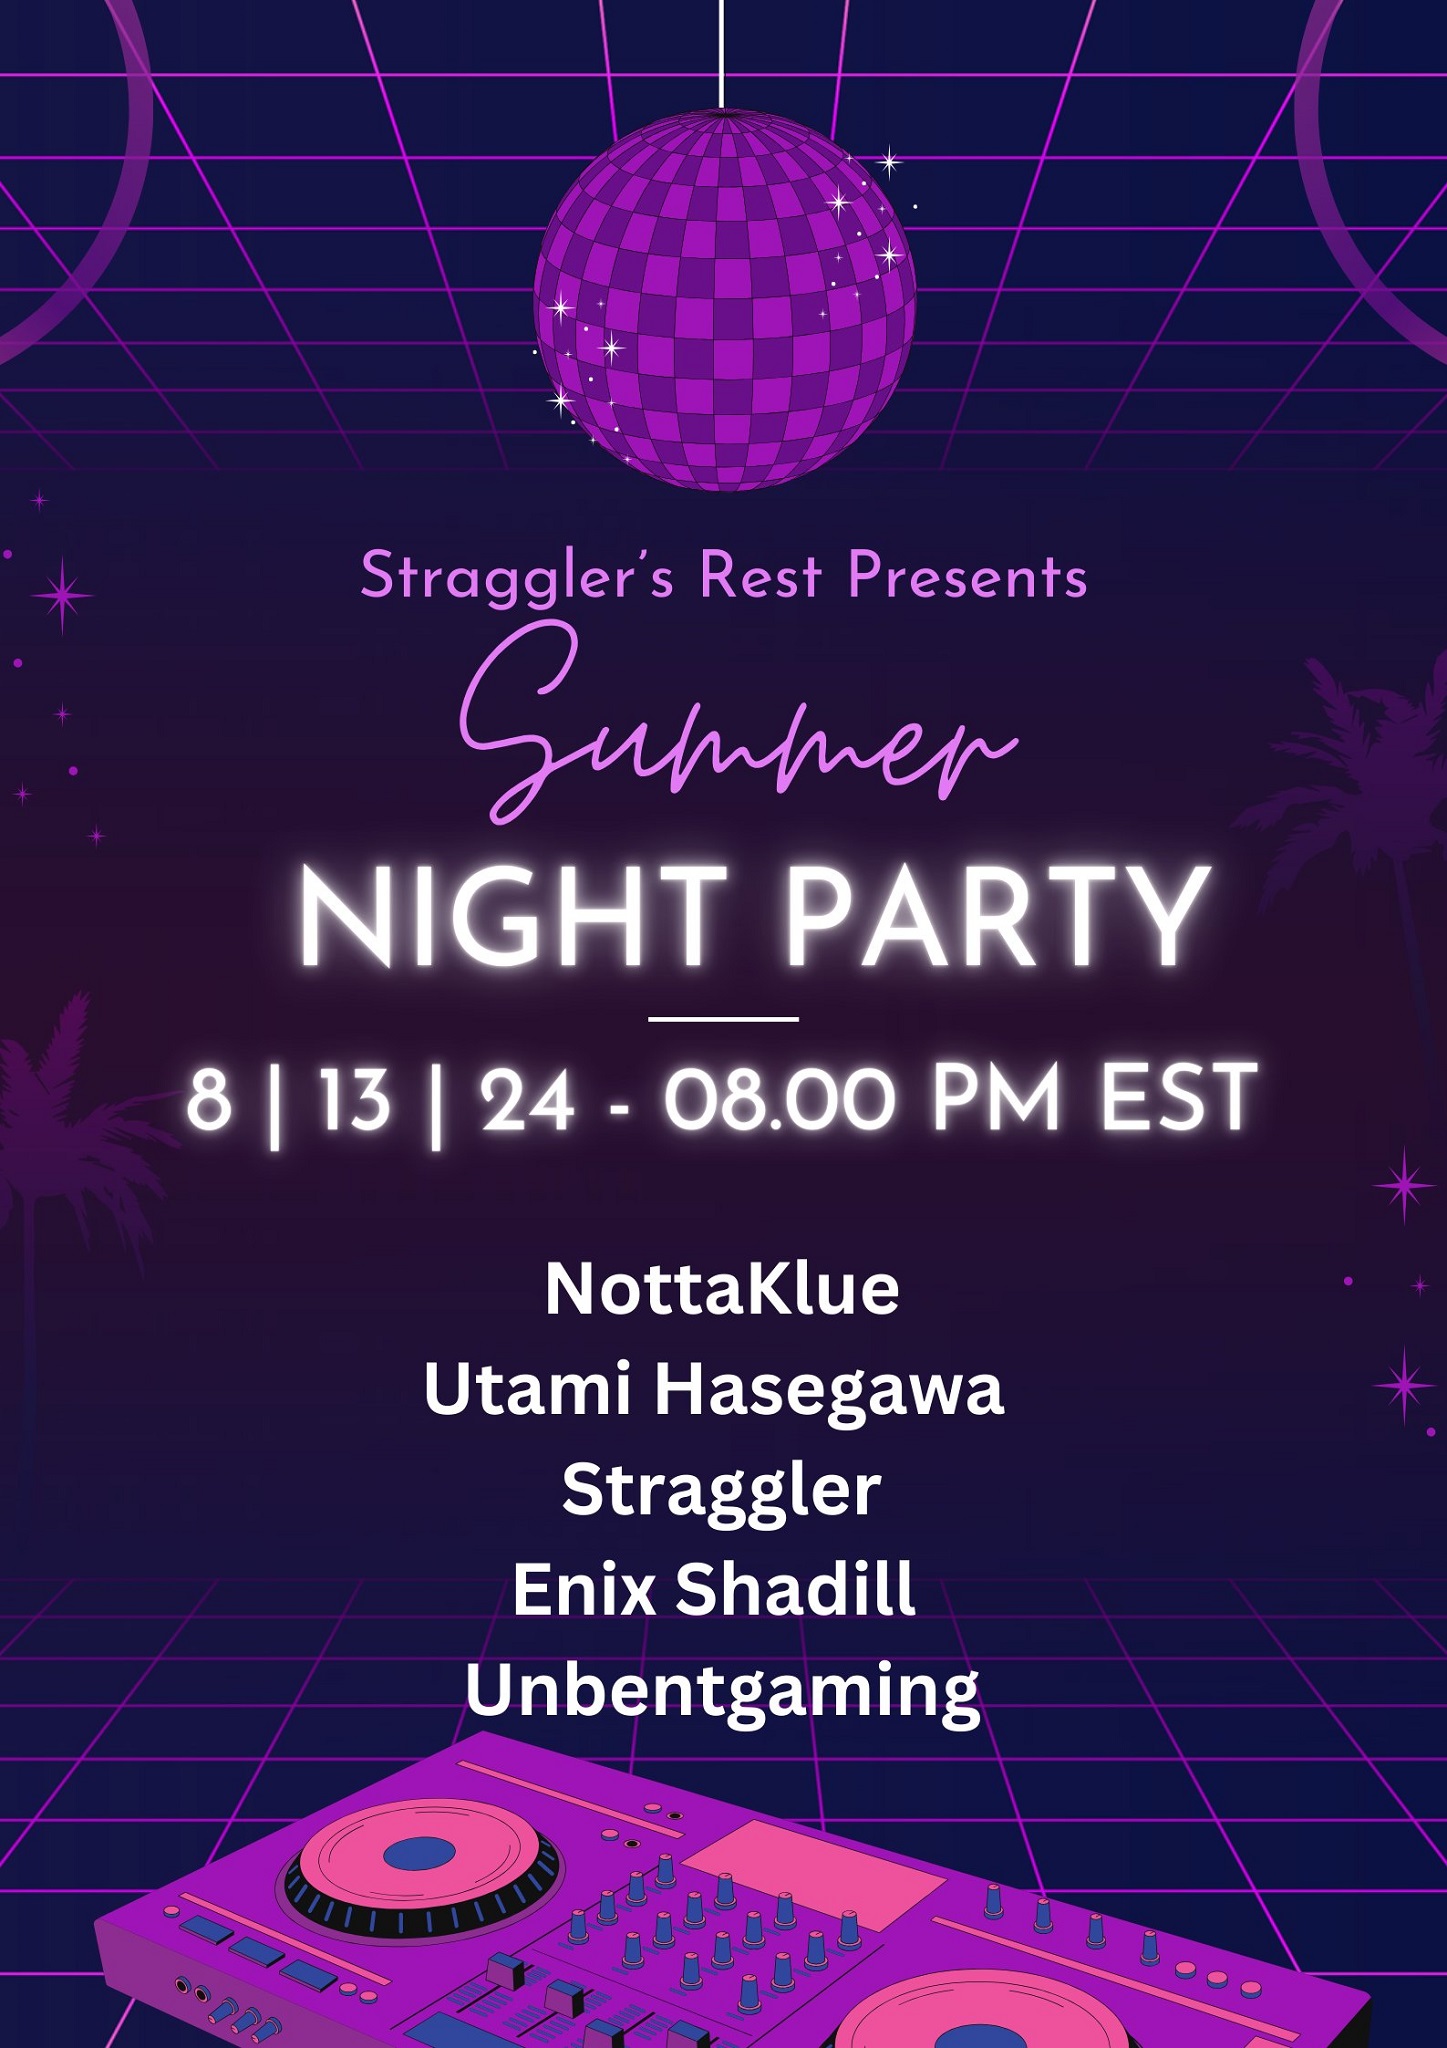 Straggler’s Rest Presents
Summer
NIGHT PARTY
8 | 13 | 24 - 08.00 PM EST
NottaKlue
Utami Hasegawa
Straggler
Enix Shadill
Unbentgaming